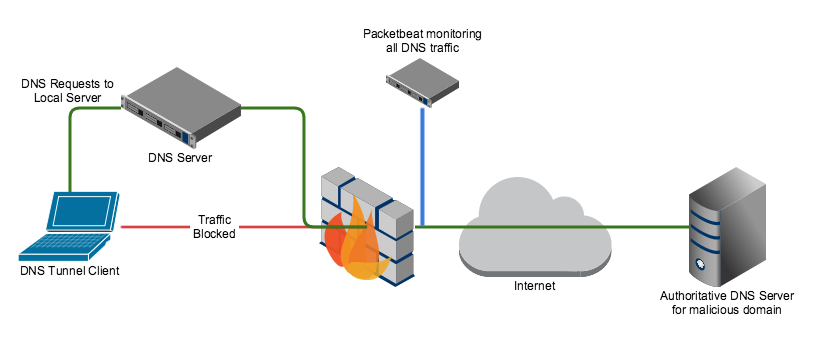 Packetbeat monitoring
all DNS traffic
DNS Requests to
Local Server
DNS Server
Traffic
Blocked
DNS Tunnel Client
Internet
Authoritative DNS Server
for malicious domain